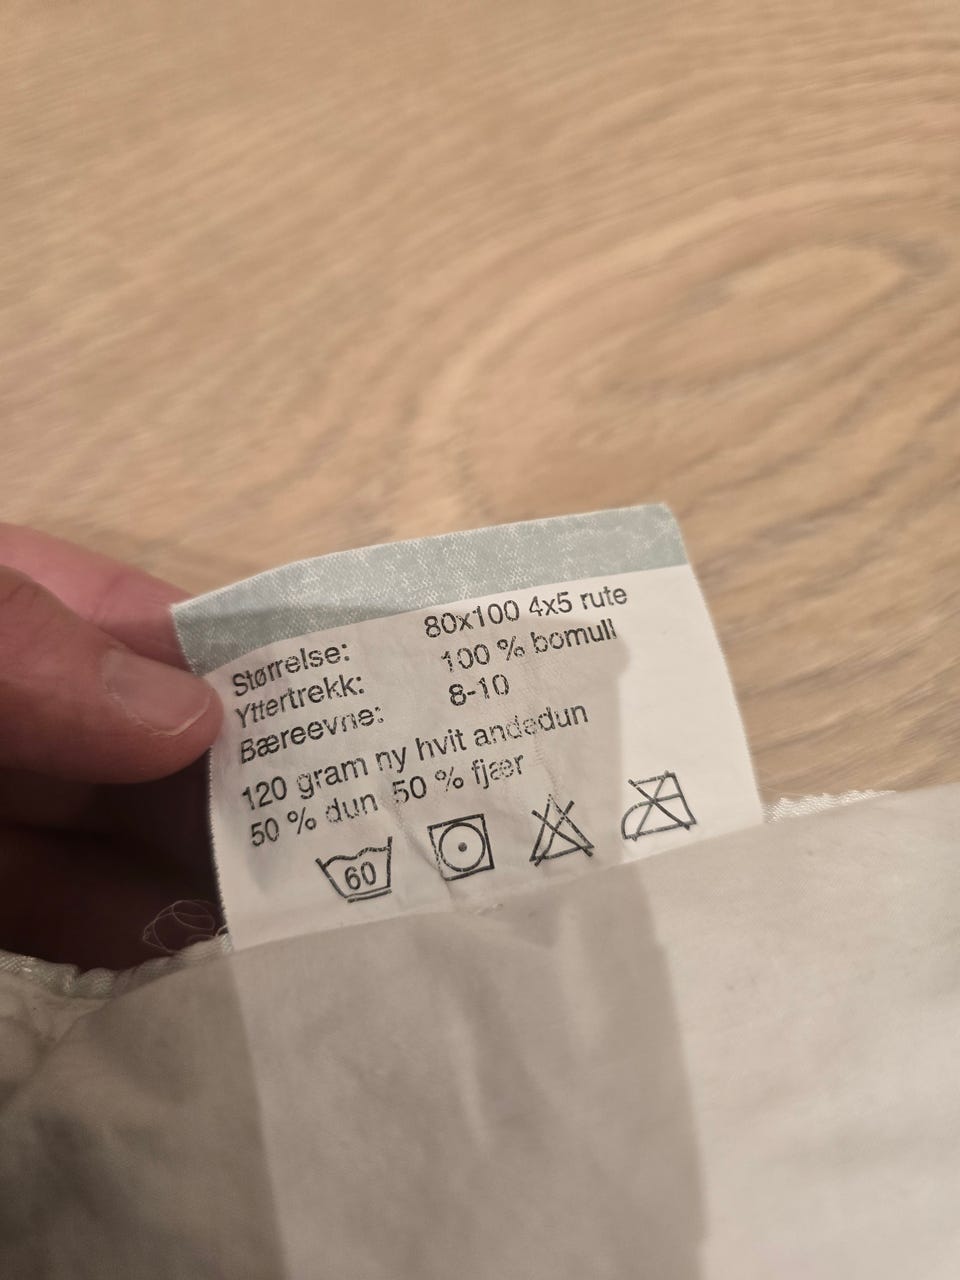 Størrelse: 80x100 4x5 rute
Yttertrekk: 100 % bomull
Bæreevne: 8-10
120 gram ny hvit andedun
50 % dun 50 % fjær
60